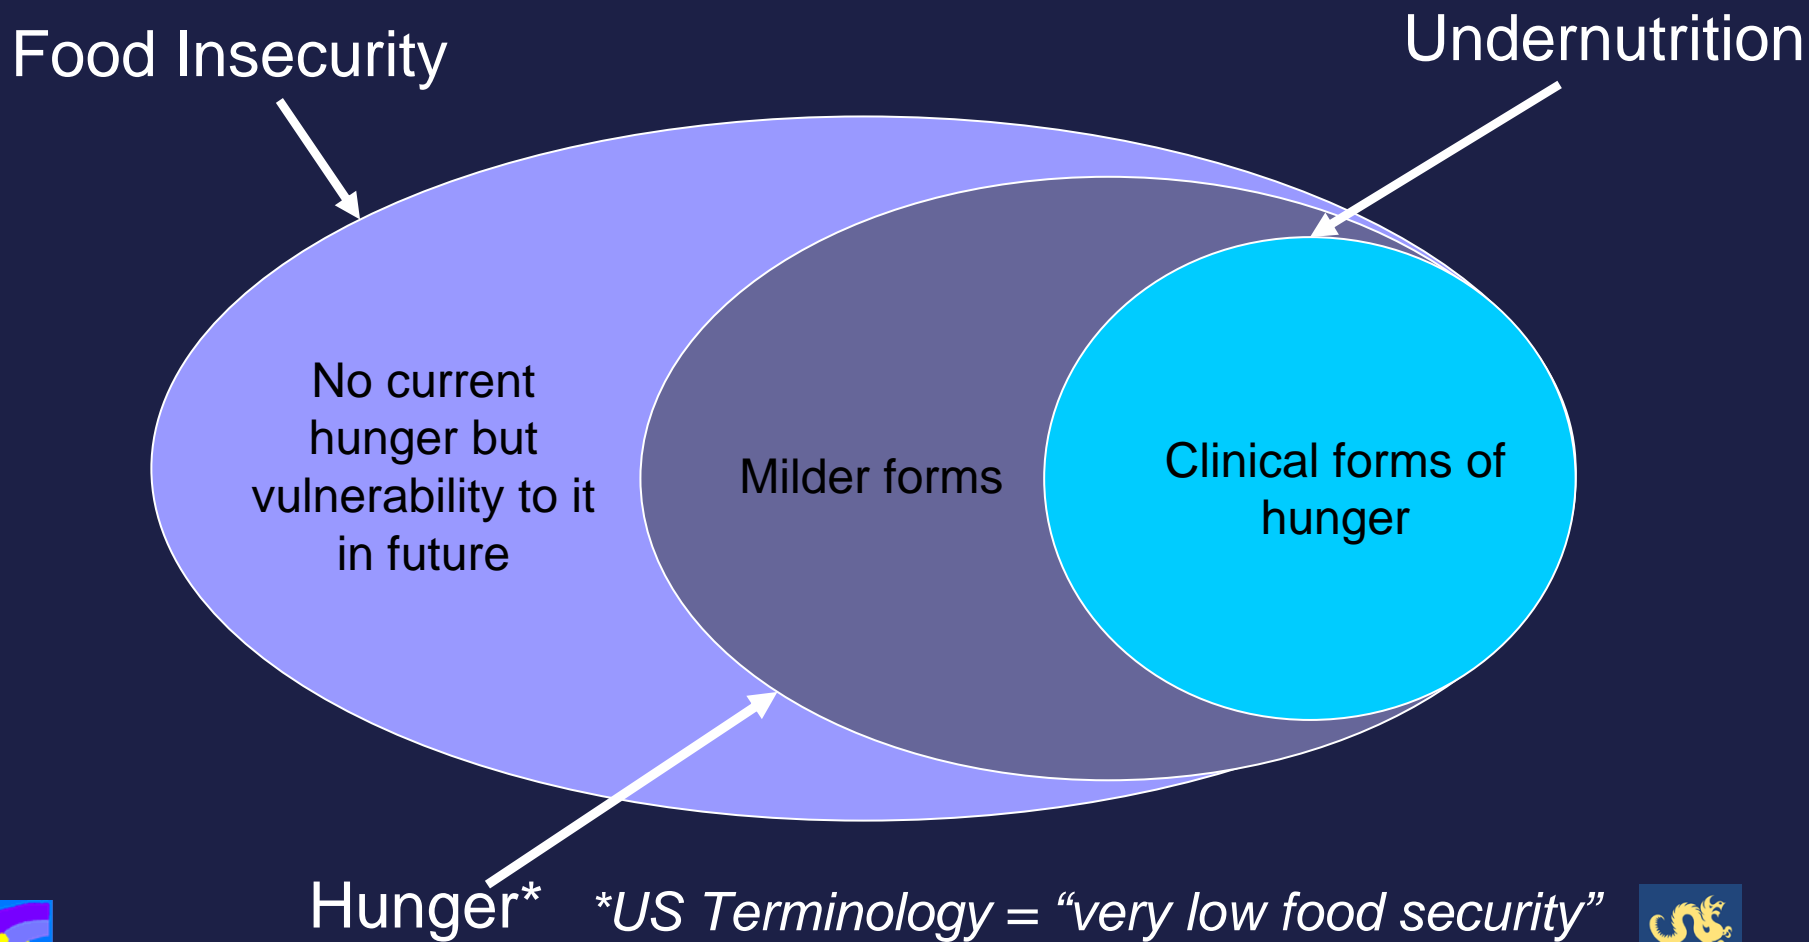 Food Insecurity
Undernutrition
No current
hunger but
vulnerability to it
in future
Milder forms
Clinical forms of
hunger
Hunger*
*US Terminology = “very low food security”